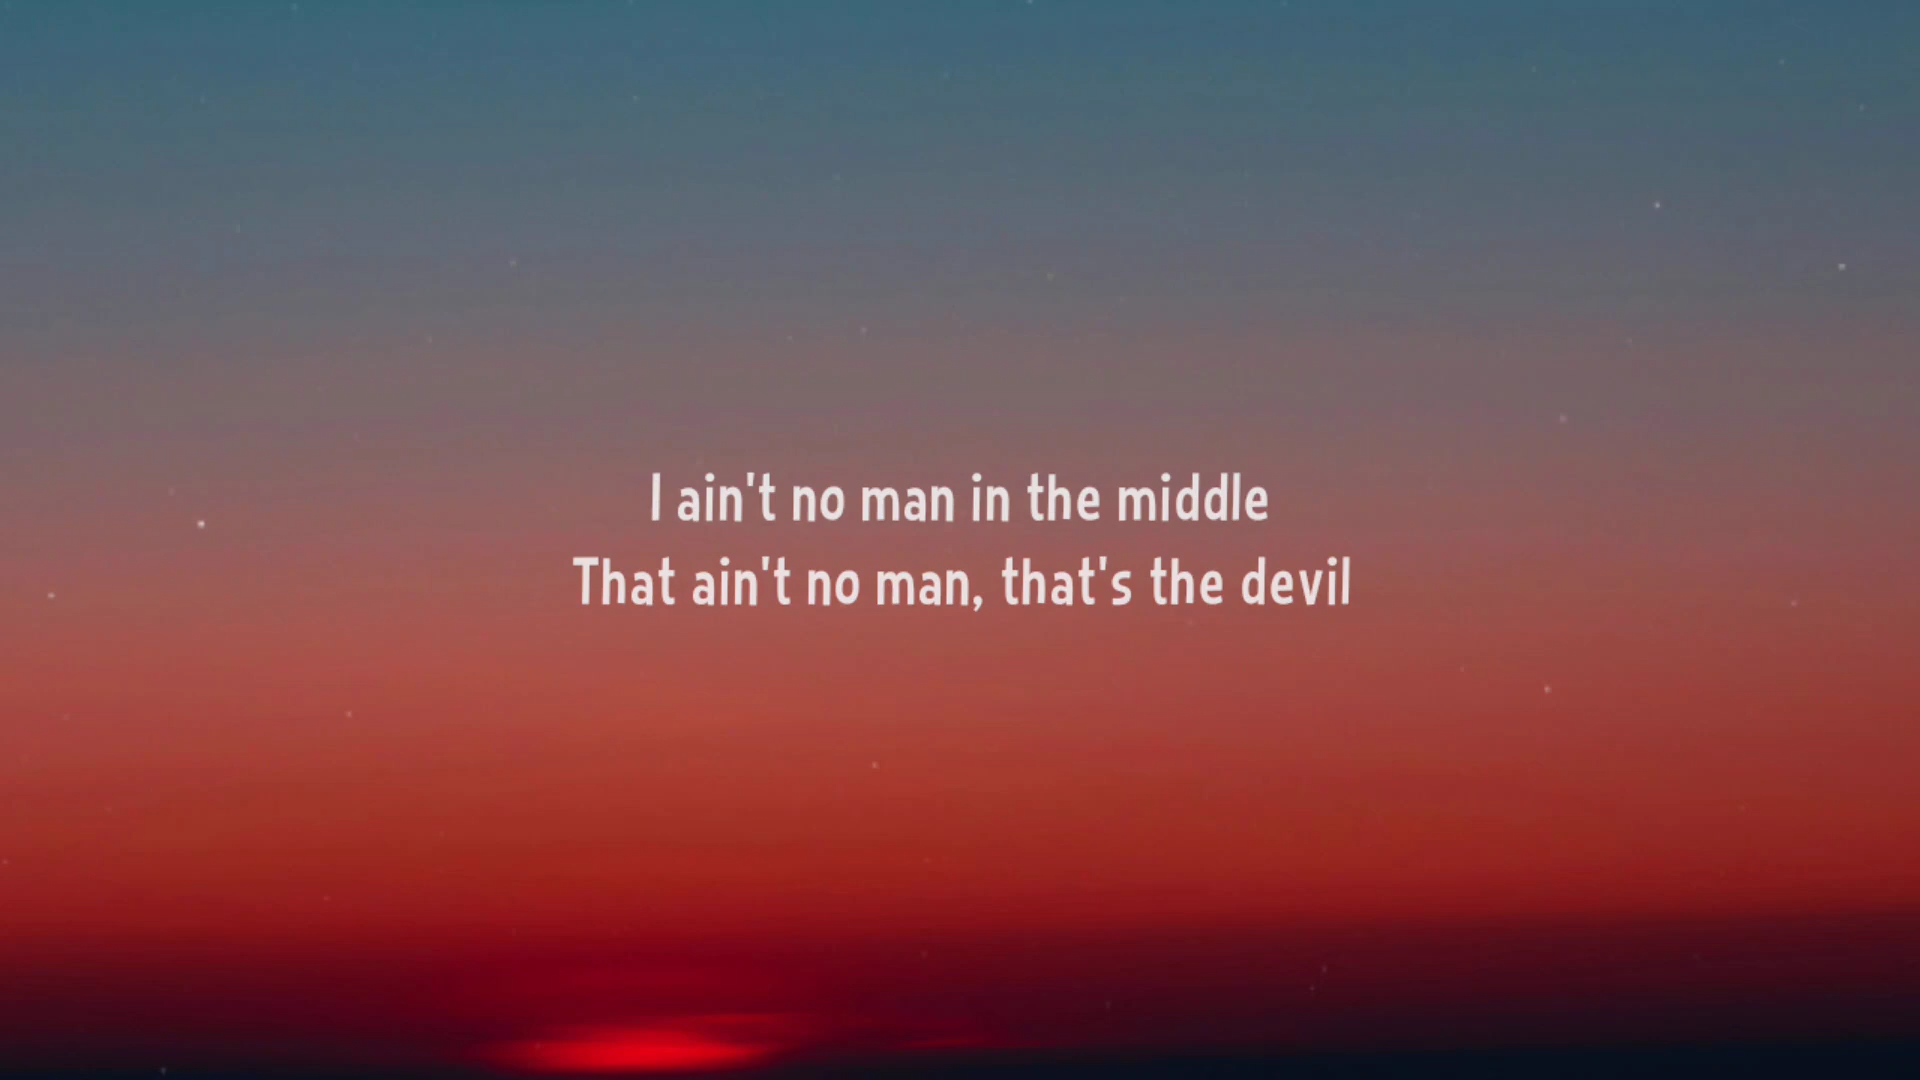 I ain't no man in the middle
That ain't no man, that's the devil